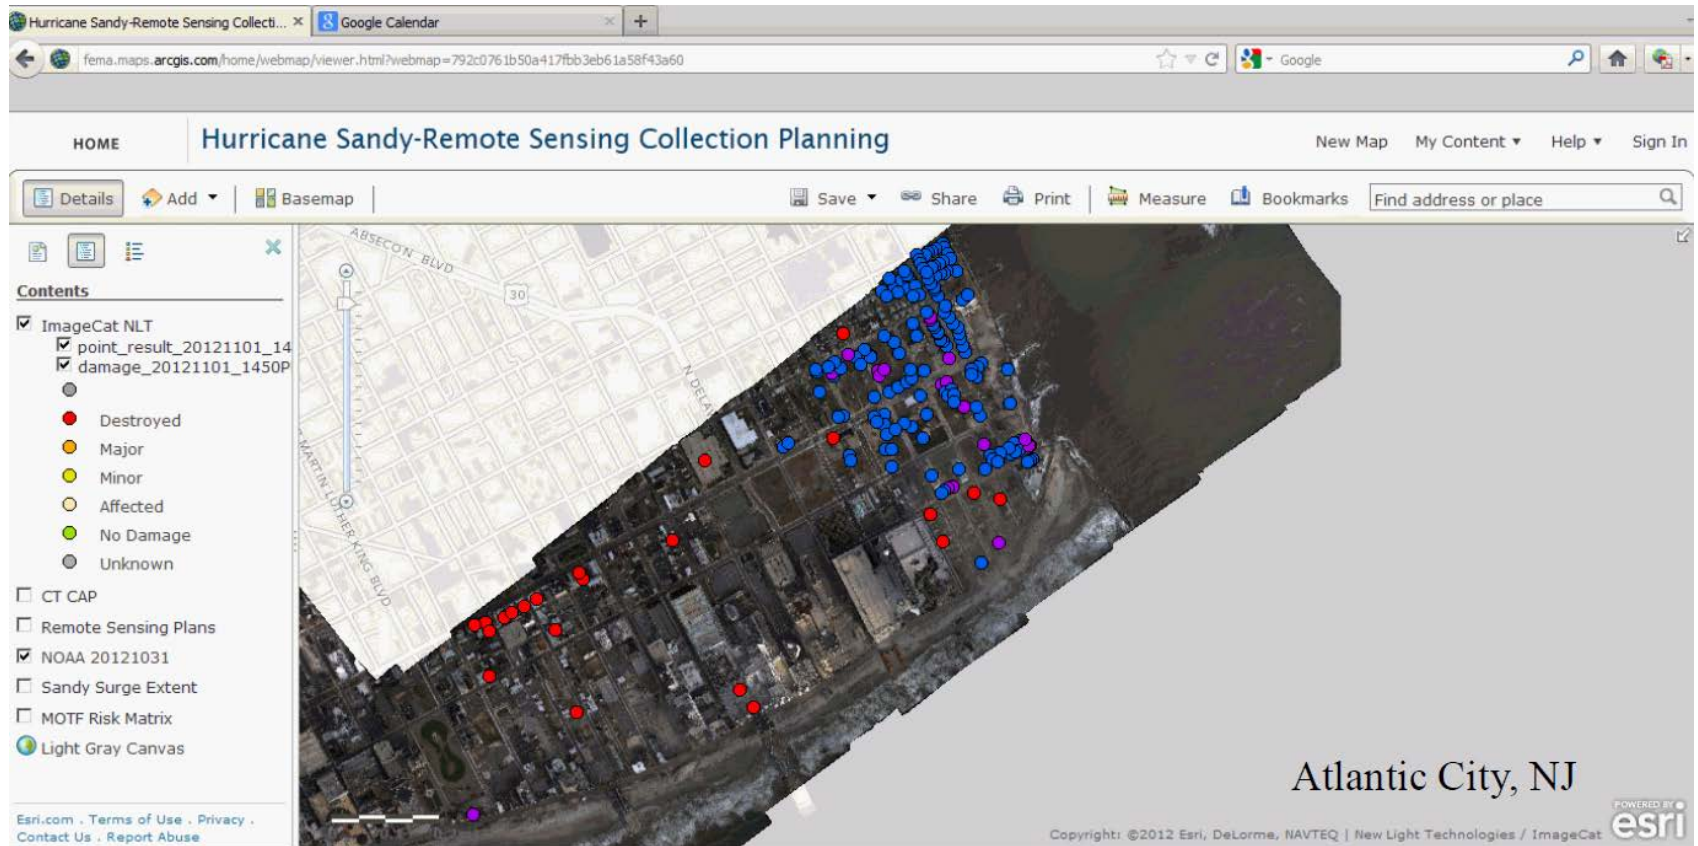 Hurricane Sandy-Remote Sensing Collecti... ×
Google Calendar ×
fema.maps.arcgis.com/home/webmap/viewer.html?webmap=792c0761b50a417fbb3eb61a58f43a60
Google
HOME
Hurricane Sandy-Remote Sensing Collection Planning
New Map My Content Help Sign In
Details Add Basemap Save Share Print Measure Bookmarks Find address or place
Contents
ImageCat NLT
point_result_20121101_14
damage_20121101_1450P
Destroyed
Major
Minor
Affected
No Damage
Unknown
CT CAP
Remote Sensing Plans
NOAA 20121031
Sandy Surge Extent
MOTF Risk Matrix
Light Gray Canvas
Esri.com . Terms of Use . Privacy .
Contact Us . Report Abuse
ABSECON BLVD
30
N DELA
MARTIN LUTHER KING BLVD
Atlantic City, NJ
POWERED BY
esri
Copyright: ©2012 Esri, DeLorme, NAVTEQ | New Light Technologies / ImageCat